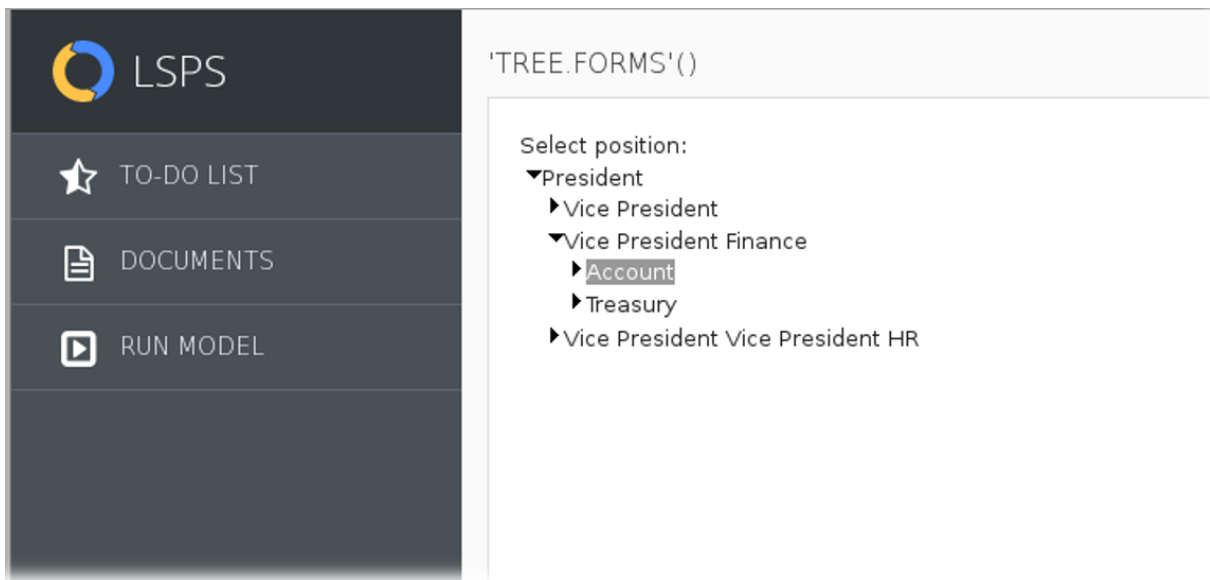 LSPS
TO-DO LIST
DOCUMENTS
RUN MODEL
'TREE.FORMS'()
Select position:
President
Vice President
Vice President Finance
Account
Treasury
Vice President Vice President HR